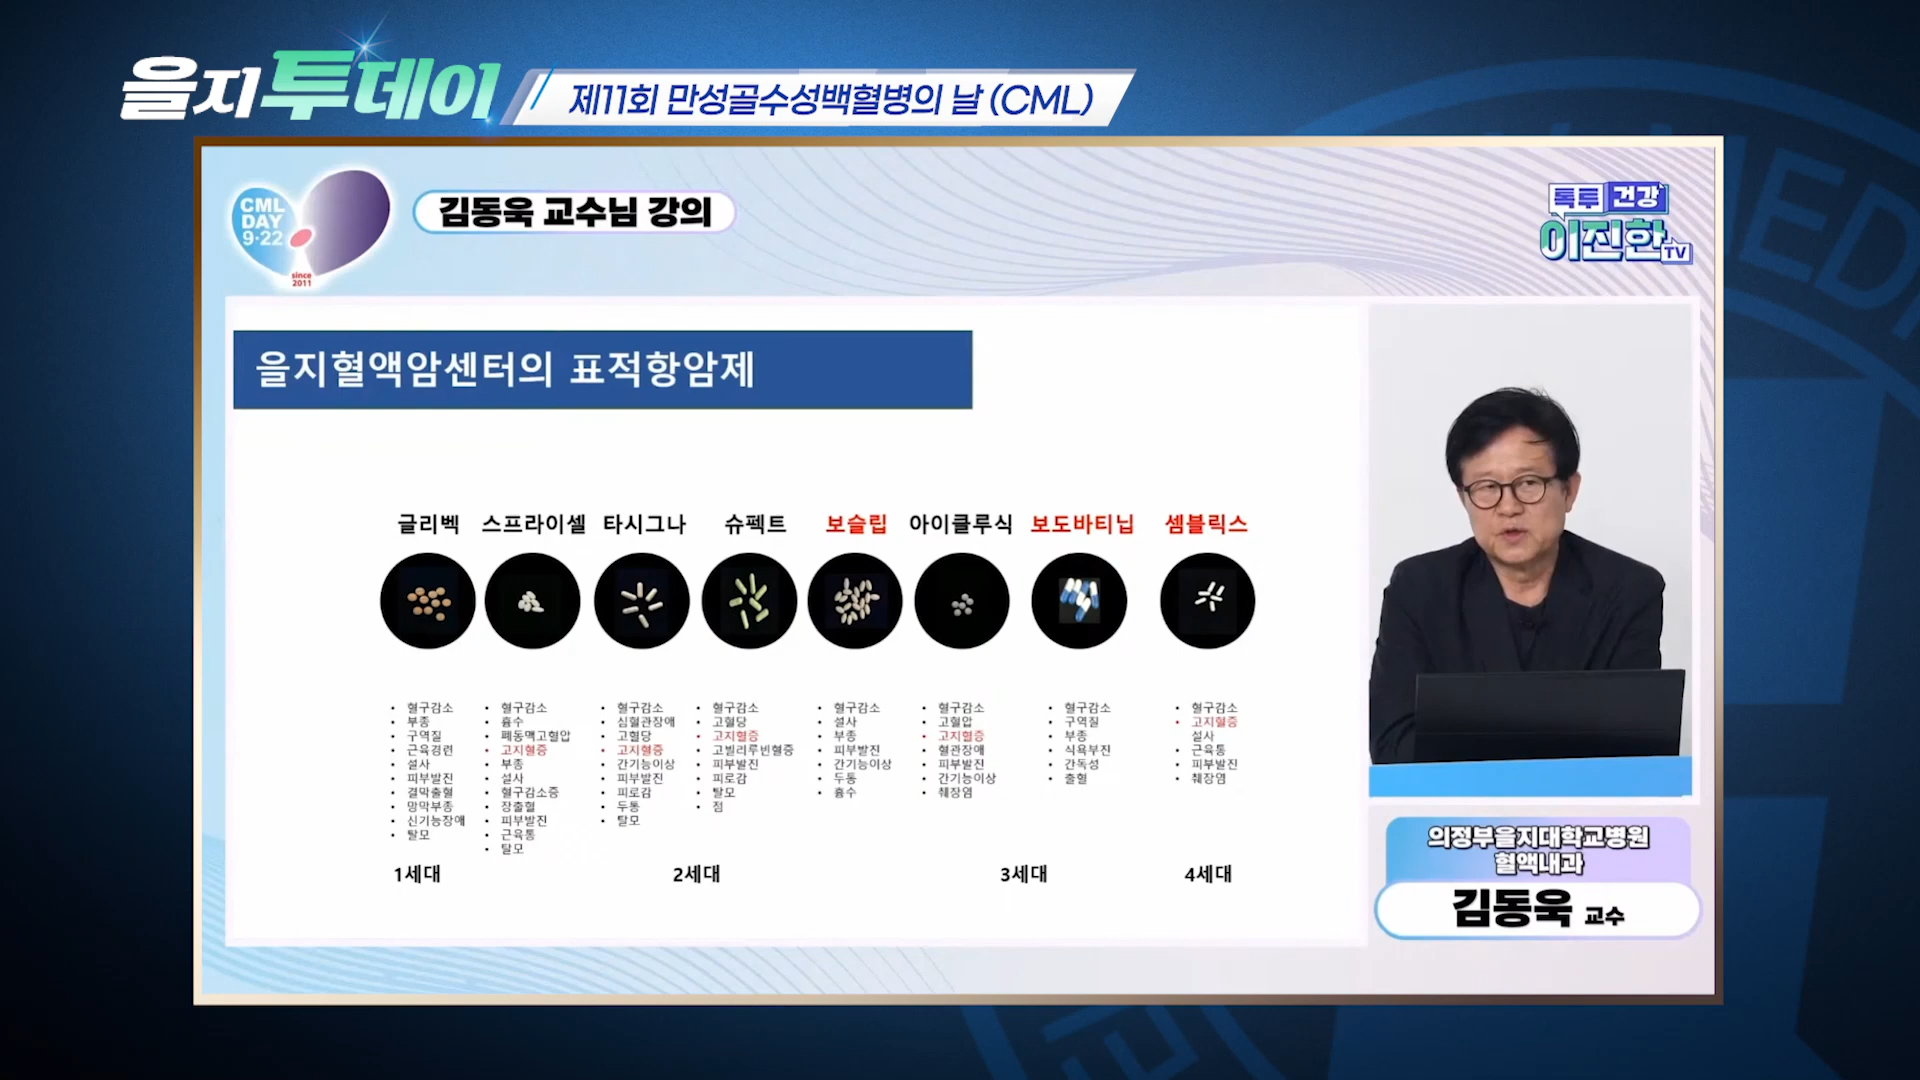 을지투데이
제11회 만성골수성백혈병의 날 (CML)
CML
DAY
9·22
since
2011
김동욱 교수님 강의
톡투 건강
이진한 TV
을지혈액암센터의 표적항암제
글리벡 스프라이셀 타시그나 슈펙트 보슬립 아이클루식 보도바티닙 셈블릭스
• 혈구감소
• 부종
• 구역질
• 근육경련
• 설사
• 피부발진
• 결막출혈
• 망막부종
• 신기능장애
• 탈모
• 혈구감소
• 흉수
• 폐동맥고혈압
• 고지혈증
• 부종
• 설사
• 혈구감소증
• 장출혈
• 피부발진
• 근육통
• 탈모
• 혈구감소
• 심혈관장애
• 고혈당
• 고지혈증
• 간기능이상
• 피부발진
• 피로감
• 두통
• 탈모
• 혈구감소
• 고혈당
• 고지혈증
• 고빌리루빈혈증
• 피부발진
• 피로감
• 탈모
• 점
• 혈구감소
• 설사
• 부종
• 피부발진
• 간기능이상
• 두통
• 흉수
• 혈구감소
• 고혈압
• 고지혈증
• 혈관장애
• 피부발진
• 간기능이상
• 췌장염
• 혈구감소
• 구역질
• 부종
• 식욕부진
• 간독성
• 출혈
• 혈구감소
• 고지혈증
설사
• 근육통
• 피부발진
• 췌장염
1세대 2세대 3세대 4세대
의정부을지대학교병원
혈액내과
김동욱 교수